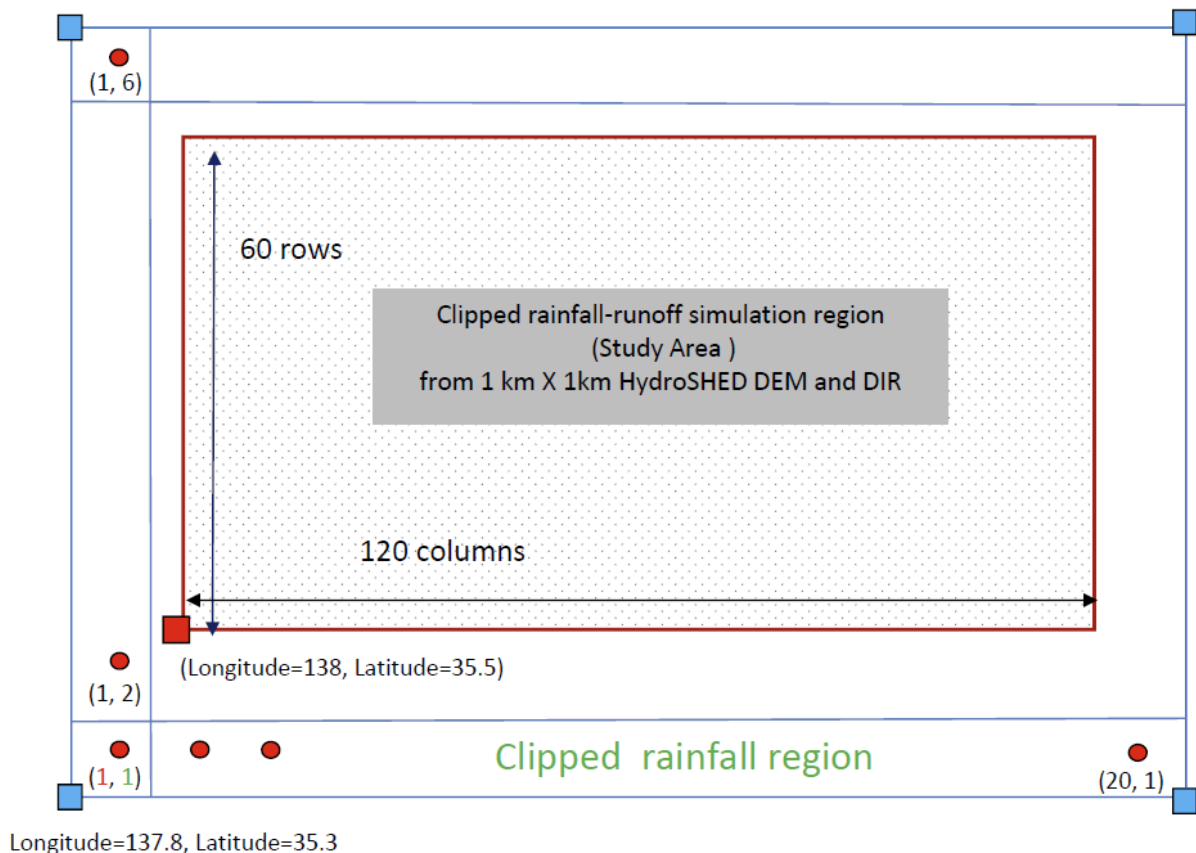 (1, 6)
60 rows
Clipped rainfall-runoff simulation region
(Study Area )
from 1 km X 1km HydroSHED DEM and DIR
120 columns
(Longitude=138, Latitude=35.5)
(1, 2)
Clipped rainfall region
(1, 1)
(20, 1)
Longitude=137.8, Latitude=35.3